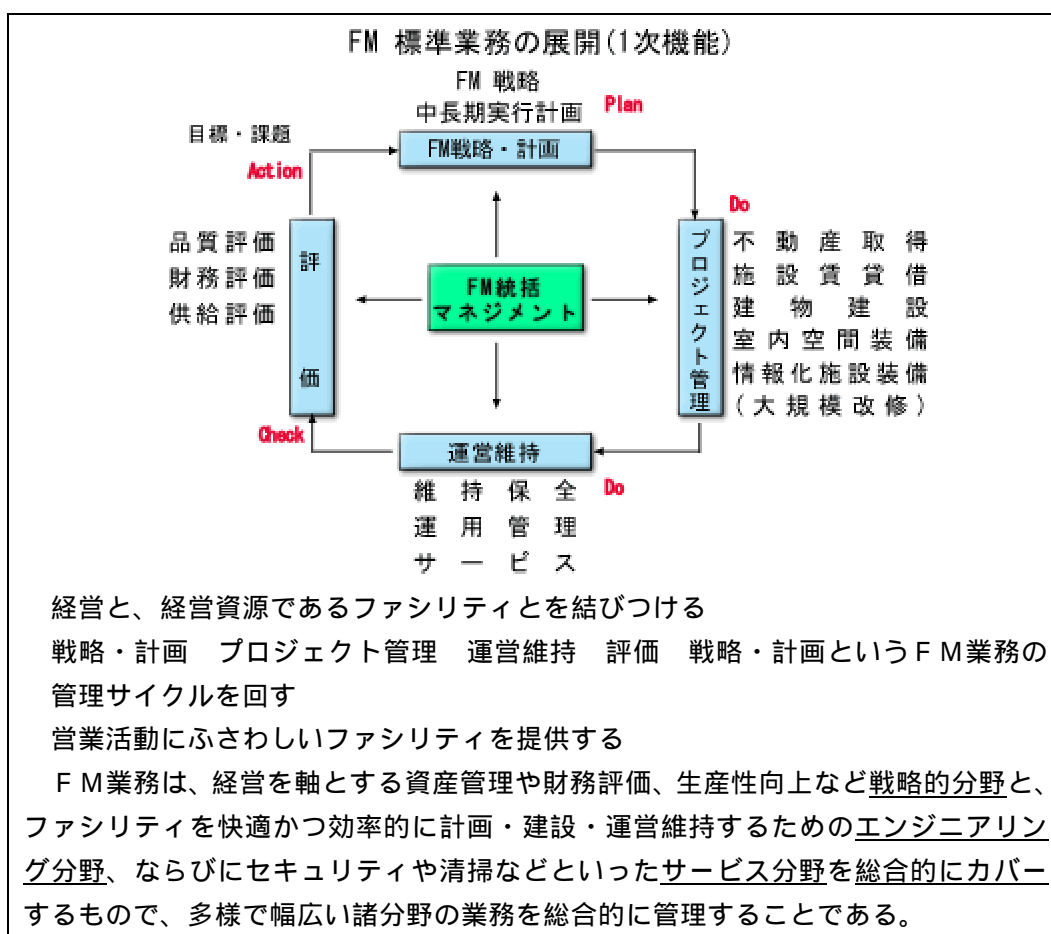 FM 標準業務の展開(1次機能)
FM 戦略
中長期実行計画
Plan
目標・課題
FM戦略・計画
Action
Do
品質評価
財務評価
供給評価
評価
FM統括
マネジメント
プロジェクト管理
不動産取得
施設賃貸借
建物建設
室内空間装備
情報化施設装備
(大規模改修)
Check
運営維持
Do
維持保全
運用管理
サービス
経営と、経営資源であるファシリティとを結びつける
戦略・計画　プロジェクト管理　運営維持　評価　戦略・計画というＦＭ業務の
管理サイクルを回す
営業活動にふさわしいファシリティを提供する
ＦＭ業務は、経営を軸とする資産管理や財務評価、生産性向上など戦略的分野と、
ファシリティを快適かつ効率的に計画・建設・運営維持するためのエンジニアリン
グ分野、ならびにセキュリティや清掃などといったサービス分野を総合的にカバー
するもので、多様で幅広い諸分野の業務を総合的に管理することである。